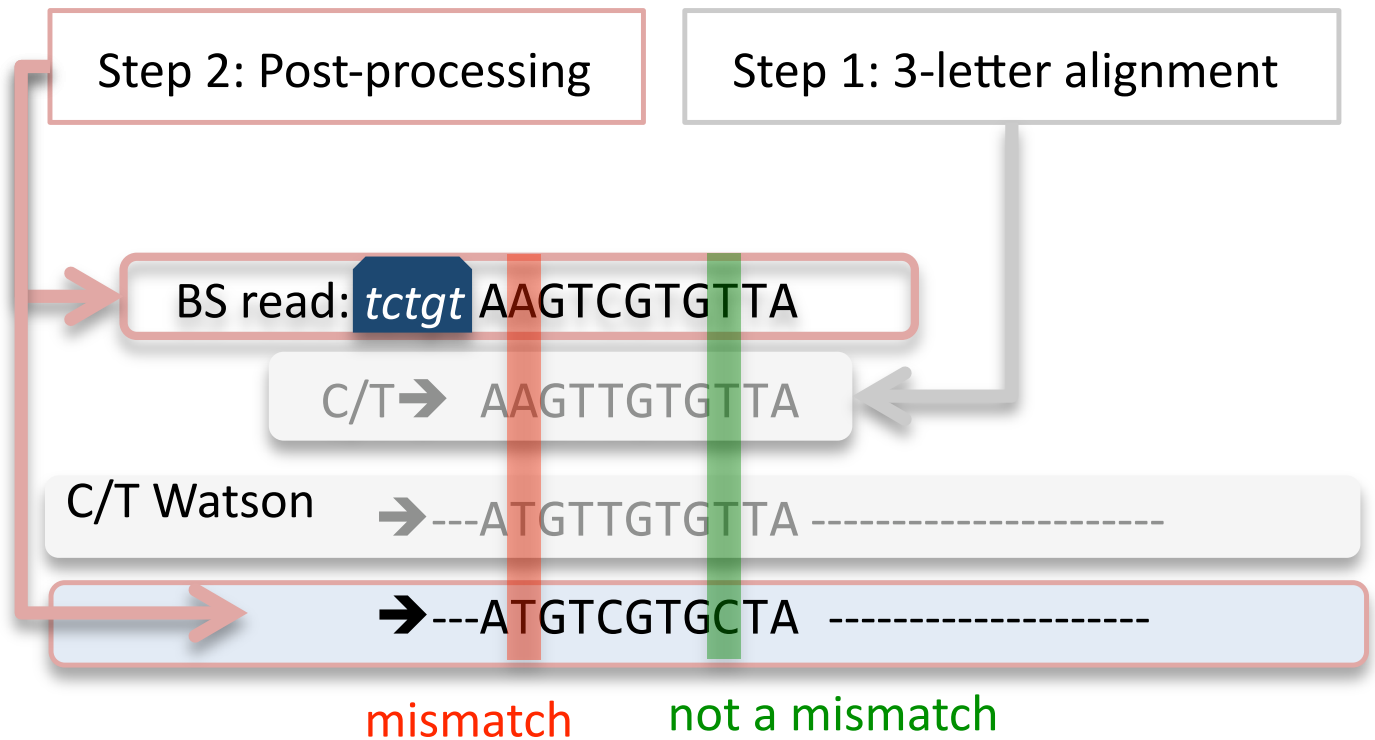 Step 2: Post-processing
Step 1: 3-letter alignment
BS read: tctgt AAGTCGTGTTA
C/T➔ AAGTTGTGTTA
C/T Watson ➔---ATGTTGTGTTA ----------------------
➔---ATGTCGTGCTA --------------------
mismatch
not a mismatch